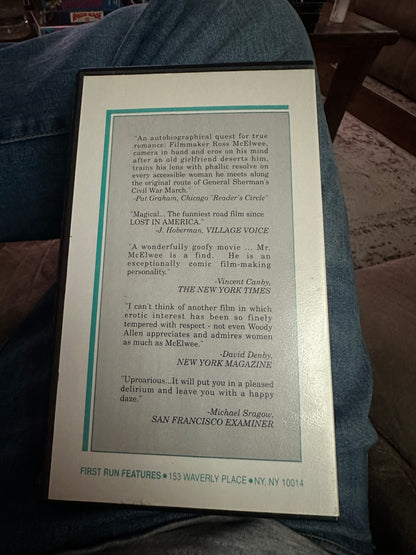 "An autobiographical quest for true
romance: Filmmaker Ross McElwee,
camera in hand and eros on his mind
after an old girlfriend deserts him,
trains his lens with phallic resolve on
every accessible woman he meets along
the original route of General Sherman's
Civil War March."
-Pat Graham, Chicago "Reader's Circle"
"Magical... The funniest road film since
LOST IN AMERICA."
-J. Hoberman, VILLAGE VOICE
"A wonderfully goofy movie ... Mr.
McElwee is a find. He is an
exceptionally comic film-making
personality."
-Vincent Canby,
THE NEW YORK TIMES
"I can't think of another film in which
erotic interest has been so finely
tempered with respect - not even Woody
Allen appreciates and admires women
as much as McElwee."
-David Denby,
NEW YORK MAGAZINE
"Uproarious...It will put you in a pleased
delirium and leave you with a happy
daze."
-Michael Sragow,
SAN FRANCISCO EXAMINER
FIRST RUN FEATURES • 153 WAVERLY PLACE • NY, NY 10014